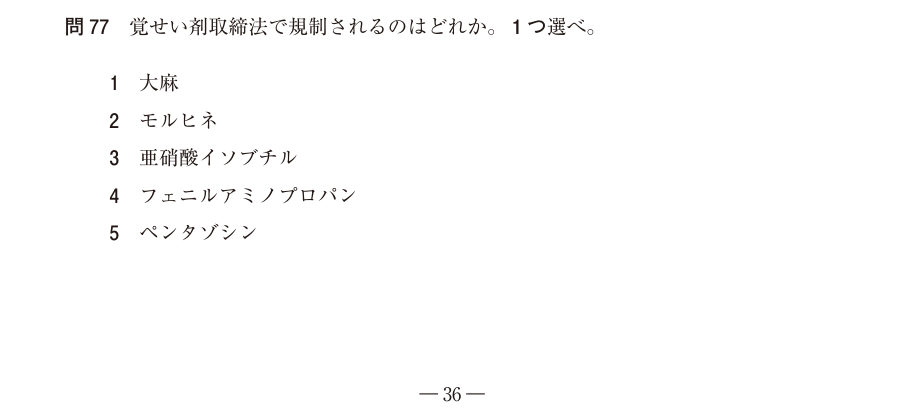 問 77　覚せい剤取締法で規制されるのはどれか。1 つ選べ。
1　大麻
2　モルヒネ
3　亜硝酸イソブチル
4　フェニルアミノプロパン
5　ペンタゾシン
― 36 ―